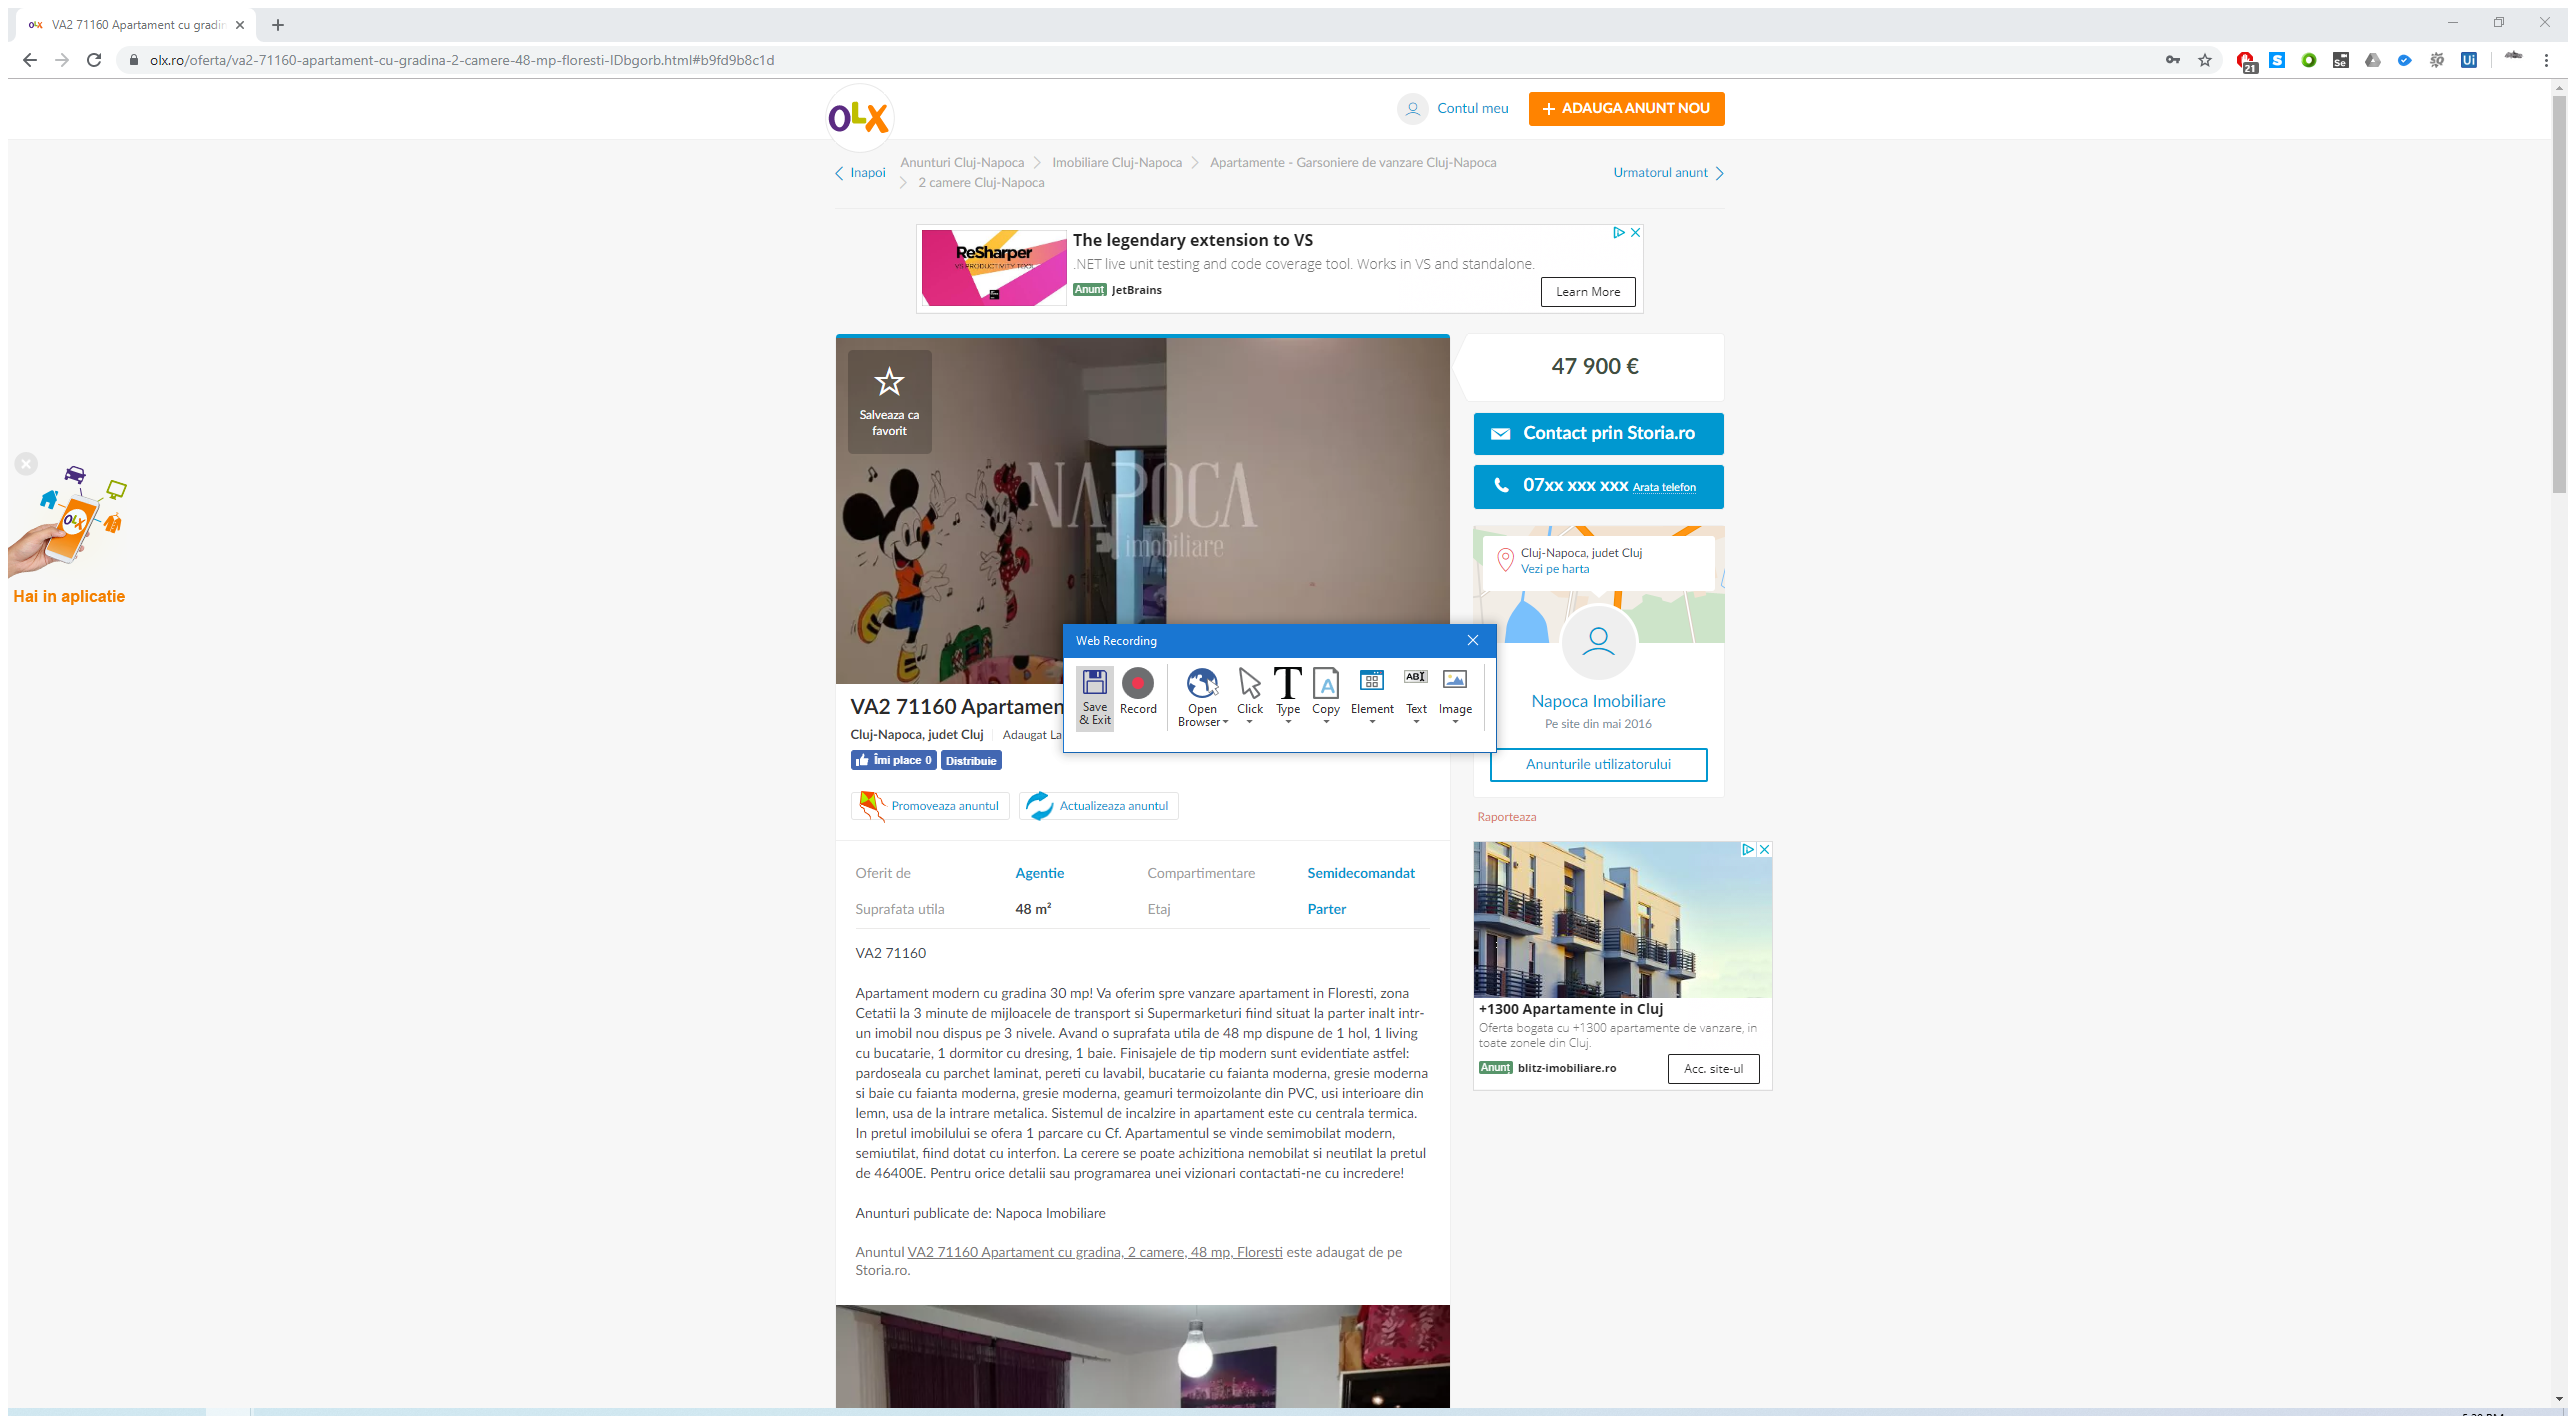 VA2 71160 Apartament cu gradin
olx.ro/oferta/va2-71160-apartament-cu-gradina-2-camere-48-mp-floresti-IDbgorb.html#b9fd9b8c1d
21
Se
Ui
OLX
Contul meu
+ ADAUGA ANUNT NOU
Inapoi
Anunturi Cluj-Napoca > Imobiliare Cluj-Napoca > Apartamente - Garsoniere de vanzare Cluj-Napoca
> 2 camere Cluj-Napoca
Urmatorul anunt
ReSharper
VS PRODUCTIVITY TOOL
The legendary extension to VS
.NET live unit testing and code coverage tool. Works in VS and standalone.
Anunț JetBrains
Learn More
Salveaza ca
favorit
NAPOCA
imobiliare
47 900 €
Contact prin Storia.ro
07xx xxx xxx Arata telefon
Cluj-Napoca, judet Cluj
Vezi pe harta
Napoca Imobiliare
Pe site din mai 2016
Anunturile utilizatorului
Raporteaza
OLX
Hai in aplicatie
Web Recording
Save
& Exit
Record
Open
Browser
Click
Type
Copy
Element
Text
Image
VA2 71160 Apartamen
Cluj-Napoca, judet Cluj Adaugat La
Îmi place 0 Distribuie
Promoveaza anuntul
Actualizeaza anuntul
Oferit de Agentie Compartimentare Semidecomandat
Suprafata utila 48 m² Etaj Parter
VA2 71160
Apartament modern cu gradina 30 mp! Va oferim spre vanzare apartament in Floresti, zona
Cetatii la 3 minute de mijloacele de transport si Supermarketuri fiind situat la parter inalt intr-
un imobil nou dispus pe 3 nivele. Avand o suprafata utila de 48 mp dispune de 1 hol, 1 living
cu bucatarie, 1 dormitor cu dresing, 1 baie. Finisajele de tip modern sunt evidentiate astfel:
pardoseala cu parchet laminat, pereti cu lavabil, bucatarie cu faianta moderna, gresie moderna
si baie cu faianta moderna, gresie moderna, geamuri termoizolante din PVC, usi interioare din
lemn, usa de la intrare metalica. Sistemul de incalzire in apartament este cu centrala termica.
In pretul imobilului se ofera 1 parcare cu Cf. Apartamentul se vinde semimobilat modern,
semiutilat, fiind dotat cu interfon. La cerere se poate achizitiona nemobilat si neutilat la pretul
de 46400E. Pentru orice detalii sau programarea unei vizionari contactati-ne cu incredere!
Anunturi publicate de: Napoca Imobiliare
Anuntul VA2 71160 Apartament cu gradina, 2 camere, 48 mp, Floresti este adaugat de pe
Storia.ro.
+1300 Apartamente in Cluj
Oferta bogata cu +1300 apartamente de vanzare, in
toate zonele din Cluj.
Anunț blitz-imobiliare.ro
Acc. site-ul